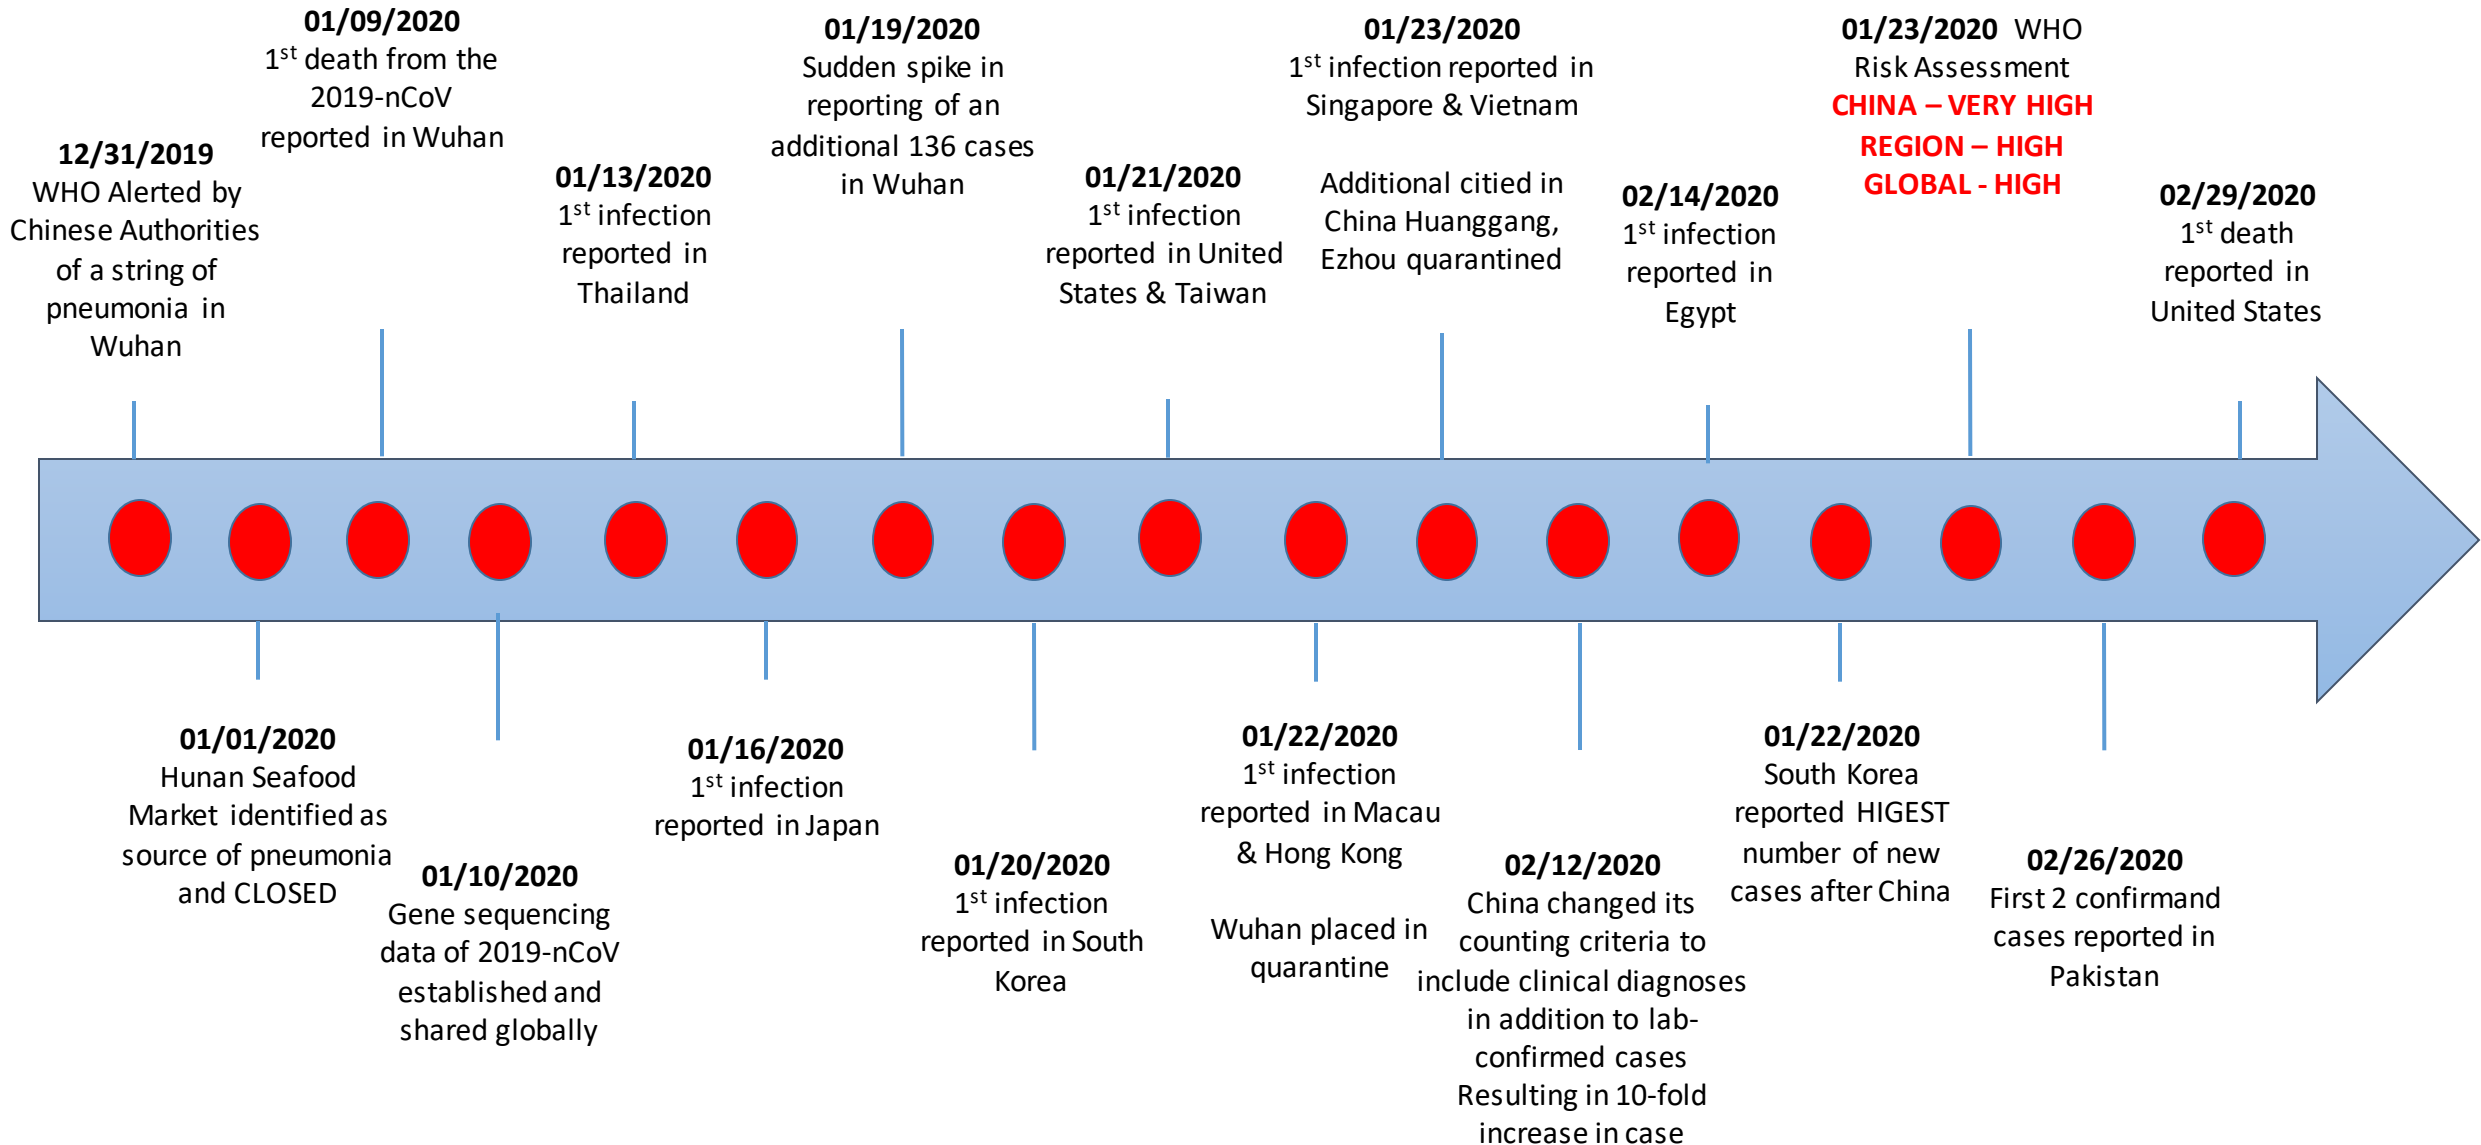 12/31/2019
WHO Alerted by
Chinese Authorities
of a string of
pneumonia in
Wuhan
01/01/2020
Hunan Seafood
Market identified as
source of pneumonia
and CLOSED
01/09/2020
1st death from the
2019-nCoV
reported in Wuhan
01/10/2020
Gene sequencing
data of 2019-nCoV
established and
shared globally
01/13/2020
1st infection
reported in
Thailand
01/16/2020
1st infection
reported in Japan
01/19/2020
Sudden spike in
reporting of an
additional 136 cases
in Wuhan
01/20/2020
1st infection
reported in South
Korea
01/21/2020
1st infection
reported in United
States & Taiwan
01/22/2020
1st infection
reported in Macau
& Hong Kong
Wuhan placed in
quarantine
01/23/2020
1st infection reported in
Singapore & Vietnam
Additional citied in
China Huanggang,
Ezhou quarantined
02/12/2020
China changed its
counting criteria to
include clinical diagnoses
in addition to lab-
confirmed cases
Resulting in 10-fold
increase in case
02/14/2020
1st infection
reported in
Egypt
01/22/2020
South Korea
reported HIGEST
number of new
cases after China
01/23/2020 WHO
Risk Assessment
CHINA – VERY HIGH
REGION – HIGH
GLOBAL - HIGH
02/26/2020
First 2 confirmand
cases reported in
Pakistan
02/29/2020
1st death
reported in
United States